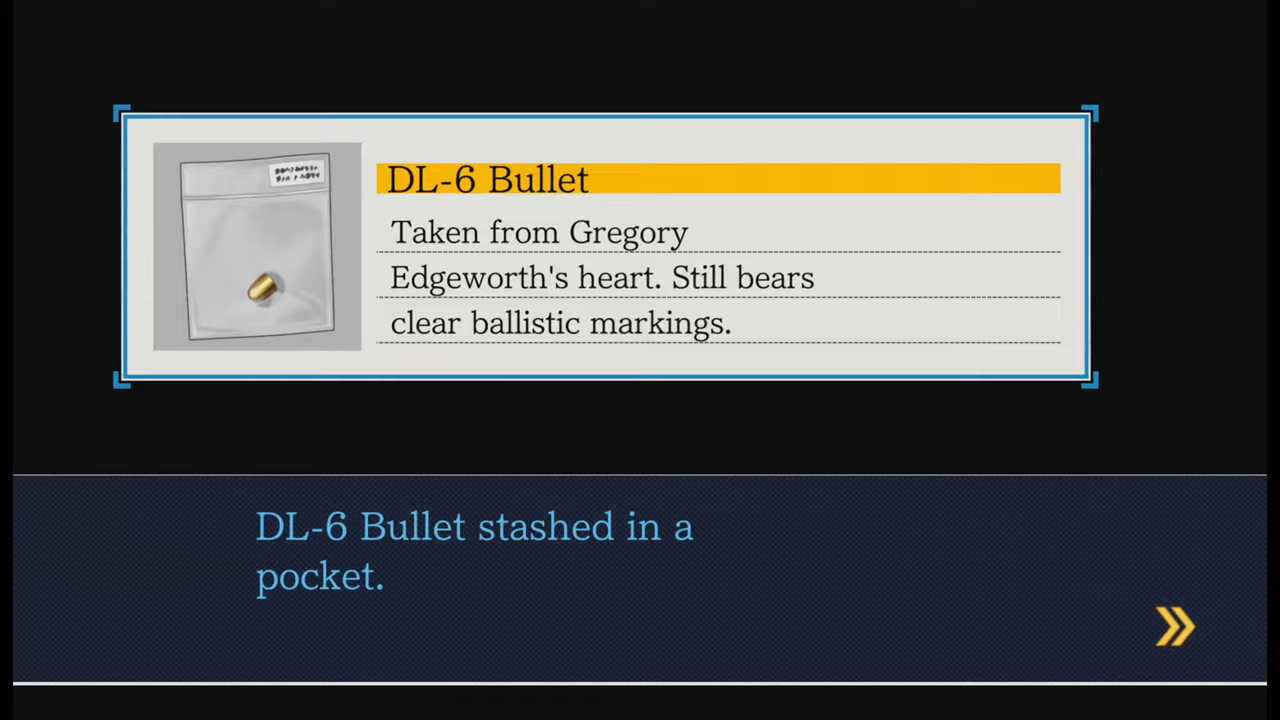 DL-6 Bullet
Taken from Gregory
Edgeworth's heart. Still bears
clear ballistic markings.
DL-6 Bullet stashed in a
pocket.